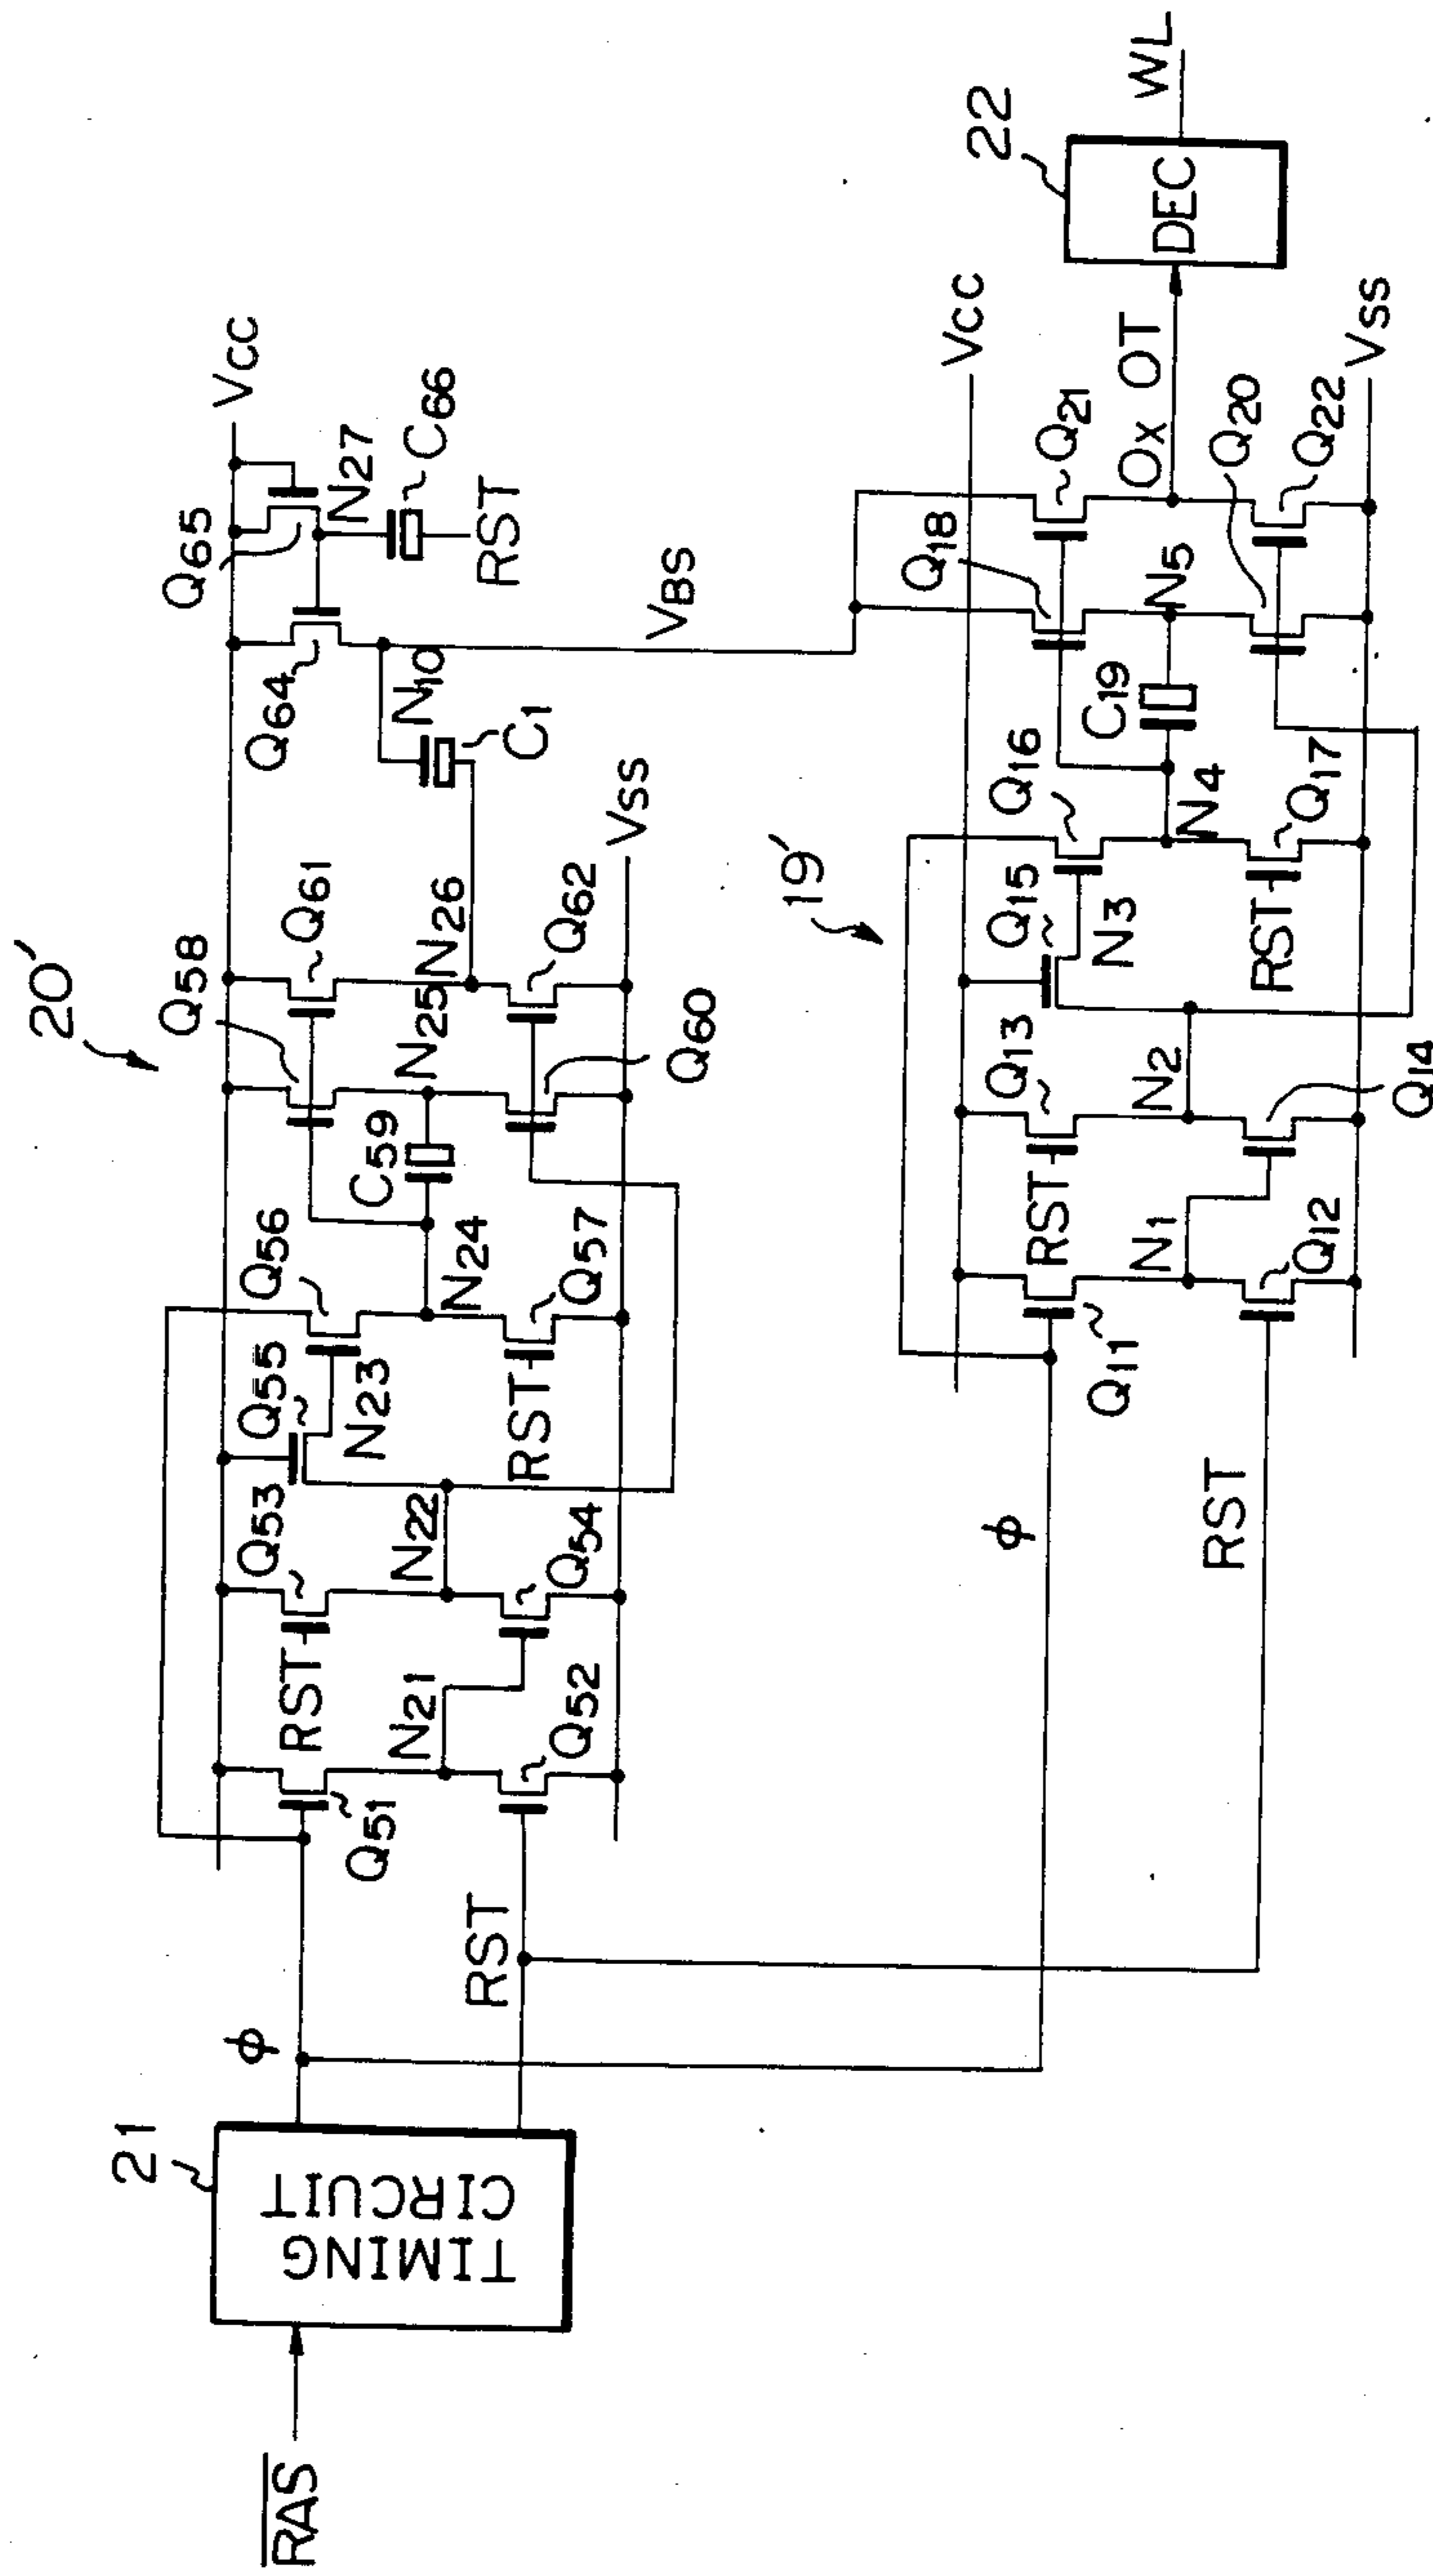 20'
Vcc
Q58
Q61
Q64
Q65
N27
C66
RST
N10
C1
VBS
Q56
C59
N25
N26
Q62
Vss
Q55
N23
N24
Q57
RST
Q60
Q53
RST
N22
Q54
Q51
N21
Q52
21
TIMING
CIRCUIT
RAS
φ
RST
19'
Vcc
Q18
Q21
22
DEC
WL
Ox OT
Q16
C19
N5
Q20
Q22
Vss
Q15
N3
N4
Q17
RST
Q13
RST
N2
Q14
Q11
N1
Q12
φ
RST